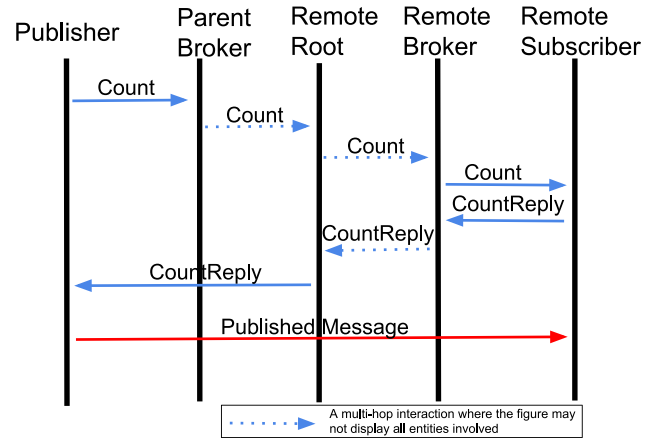 Publisher
Parent
Broker
Remote
Root
Remote
Broker
Remote
Subscriber
Count
Count
Count
Count
CountReply
CountReply
CountReply
Published Message
A multi-hop interaction where the figure may
not display all entities involved